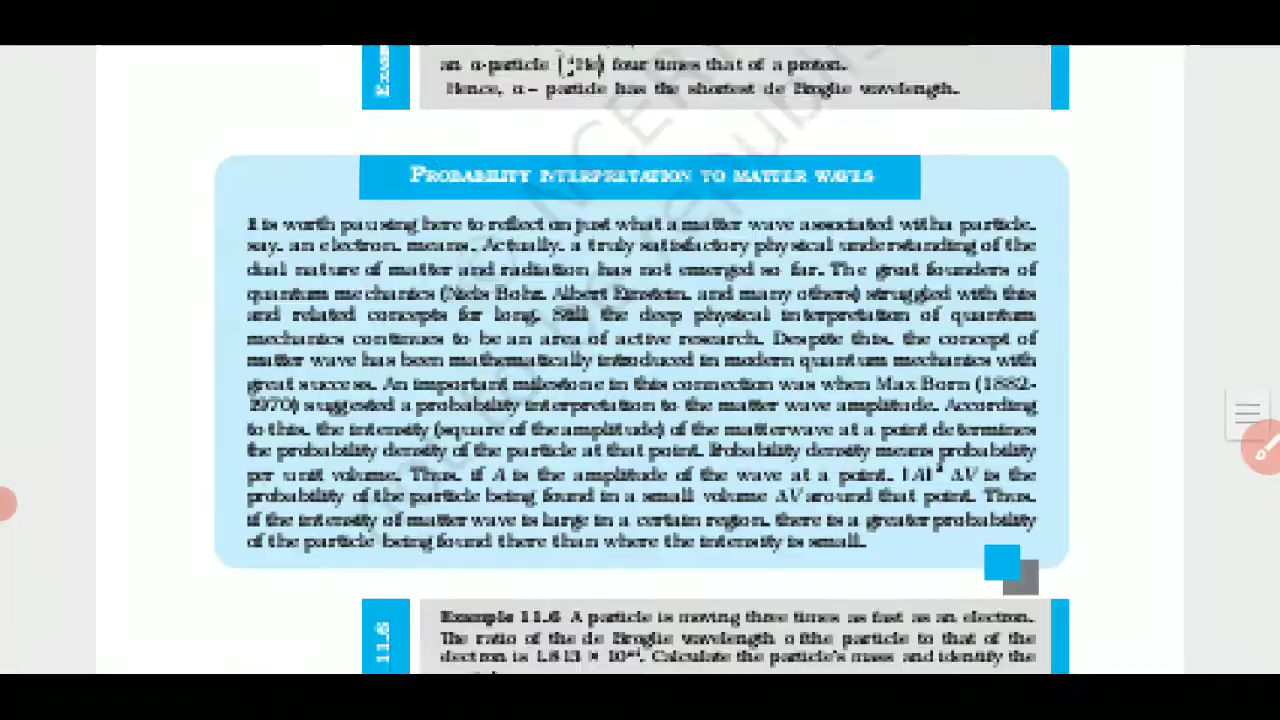 an α-particle (⁴₂He) four times that of a proton.
Hence, α – particle has the shortest de Broglie wavelength.
PROBABILITY INTERPRETATION TO MATTER WAVES
It is worth pausing here to reflect on just what a matter wave associated with a particle,
say, an electron, means. Actually, a truly satisfactory physical understanding of the
dual nature of matter and radiation has not emerged so far. The great founders of
quantum mechanics (Niels Bohr, Albert Einstein, and many others) struggled with this
and related concepts for long. Still the deep physical interpretation of quantum
mechanics continues to be an area of active research. Despite this, the concept of
matter wave has been mathematically introduced in modern quantum mechanics with
great success. An important milestone in this connection was when Max Born (1882-
1970) suggested a probability interpretation to the matter wave amplitude. According
to this, the intensity (square of the amplitude) of the matter wave at a point determines
the probability density of the particle at that point. Probability density means probability
per unit volume. Thus, if A is the amplitude of the wave at a point, |A|² ΔV is the
probability of the particle being found in a small volume ΔV around that point. Thus,
if the intensity of matter wave is large in a certain region, there is a greater probability
of the particle being found there than where the intensity is small.
11.6
Example 11.6 A particle is moving three times as fast as an electron.
The ratio of the de Broglie wavelength of the particle to that of the
electron is 1.813 × 10⁻⁴. Calculate the particle's mass and identify the